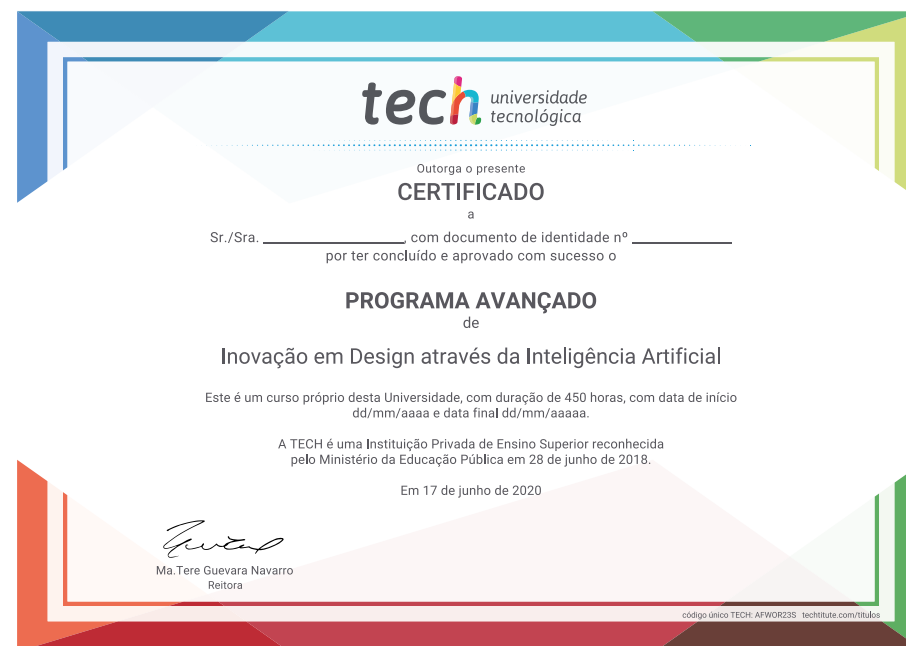 tech universidade
tecnológica
Outorga o presente
CERTIFICADO
a
Sr./Sra. ____________, com documento de identidade nº ____________
por ter concluído e aprovado com sucesso o
PROGRAMA AVANÇADO
de
Inovação em Design através da Inteligência Artificial
Este é um curso próprio desta Universidade, com duração de 450 horas, com data de início
dd/mm/aaaa e data final dd/mm/aaaaa.
A TECH é uma Instituição Privada de Ensino Superior reconhecida
pelo Ministério da Educação Pública em 28 de junho de 2018.
Em 17 de junho de 2020
Ma.Tere Guevara Navarro
Reitora
código único TECH: AFWOR23S techtitute.com/titulos